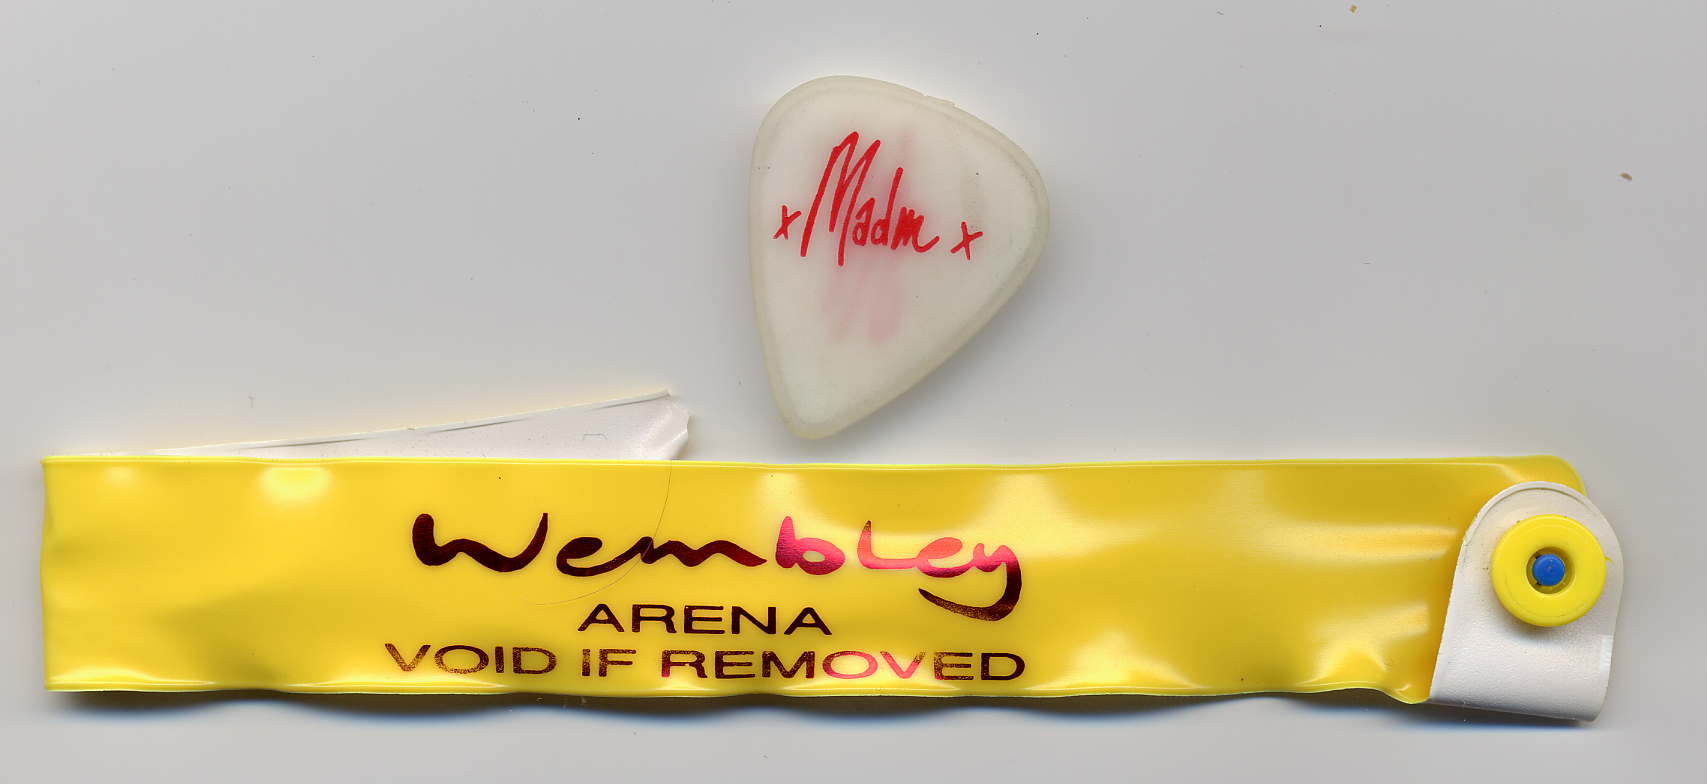 x Madm x
Wembley
ARENA
VOID IF REMOVED